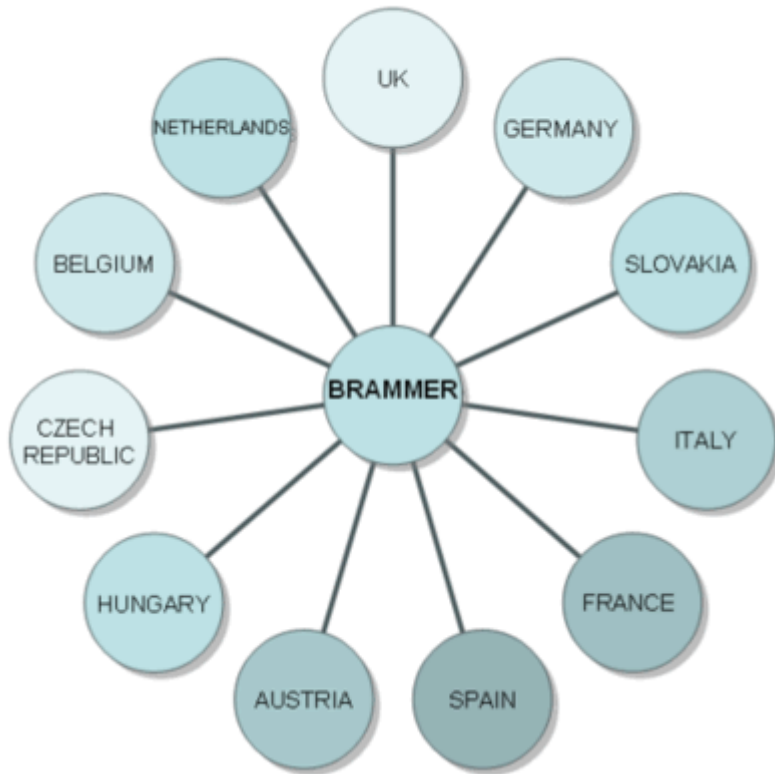 UK
GERMANY
SLOVAKIA
ITALY
FRANCE
SPAIN
AUSTRIA
HUNGARY
CZECH
REPUBLIC
BELGIUM
NETHERLANDS
BRAMMER